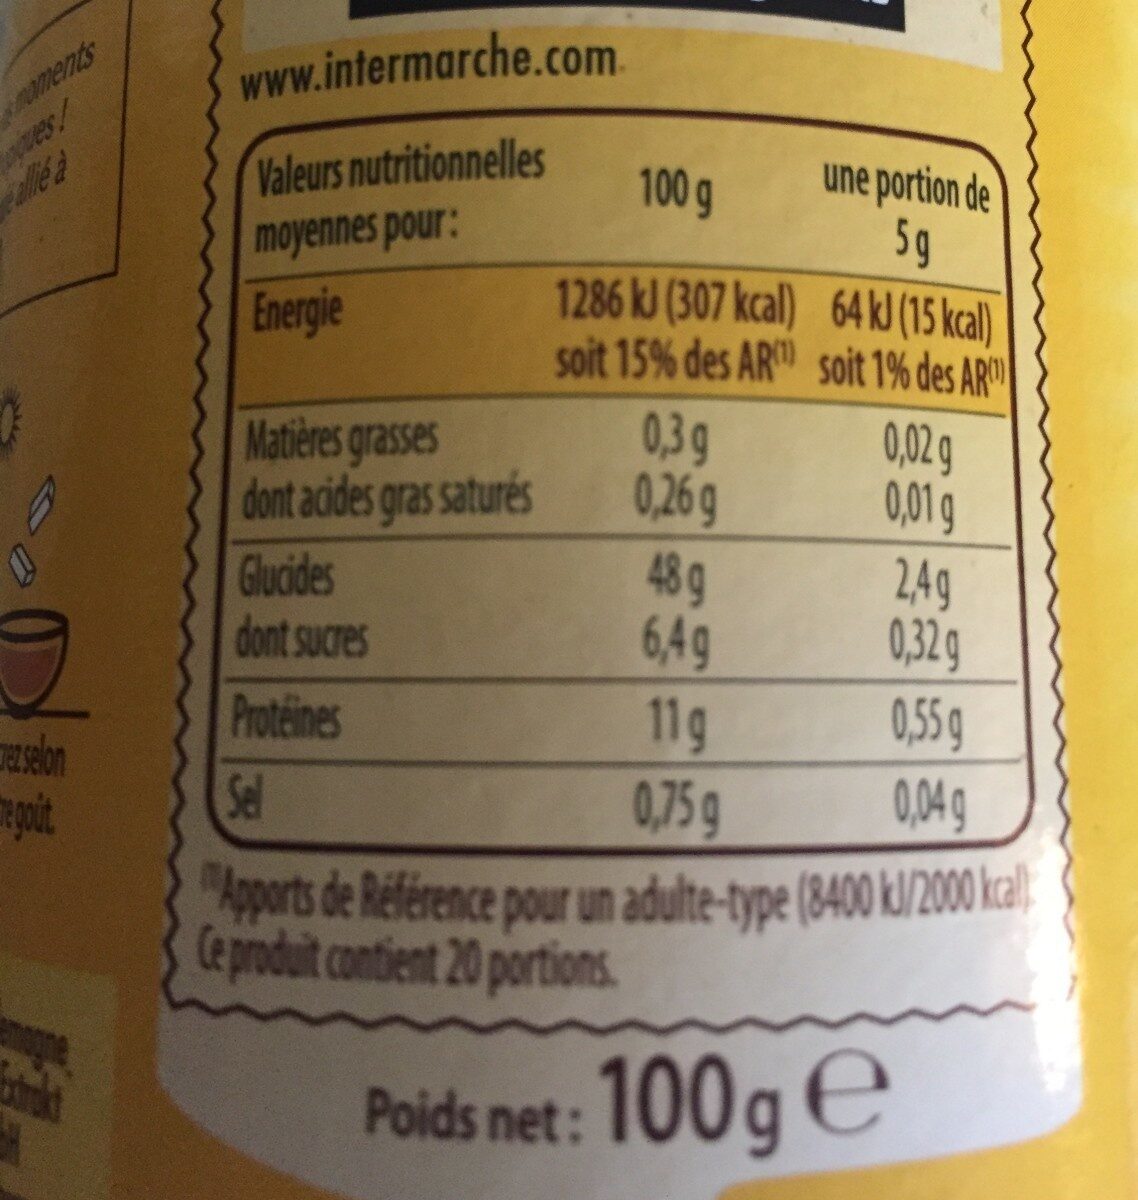 www.intermarche.com.
Valeurs nutritionnelles moyennes pour : 100 g une portion de 5 g
Energie 1286 kJ (307 kcal) 64 kJ (15 kcal)
soit 15% des AR(1) soit 1% des AR(1)
Matières grasses 0,3 g 0,02 g
dont acides gras saturés 0,26 g 0,01 g
Glucides 48 g 2,4 g
dont sucres 6,4 g 0,32 g
Protéines 11 g 0,55 g
Sel 0,75 g 0,04 g
(1)Apports de Référence pour un adulte-type (8400 kJ/2000 kcal).
Ce produit contient 20 portions.
Poids net : 100 g e
moments
allié à
selon
goût.